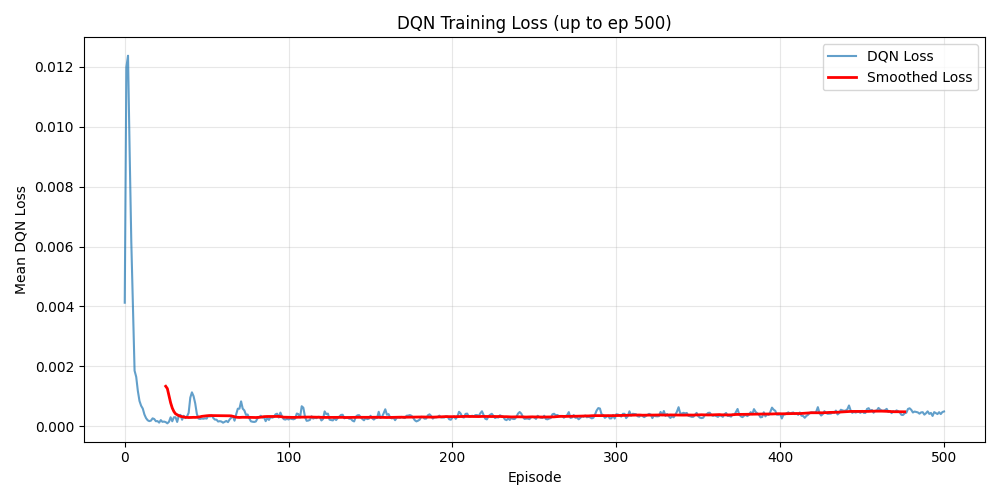 DQN Training Loss (up to ep 500)
DQN Loss
Smoothed Loss
Mean DQN Loss
0.012
0.010
0.008
0.006
0.004
0.002
0.000
0 100 200 300 400 500
Episode